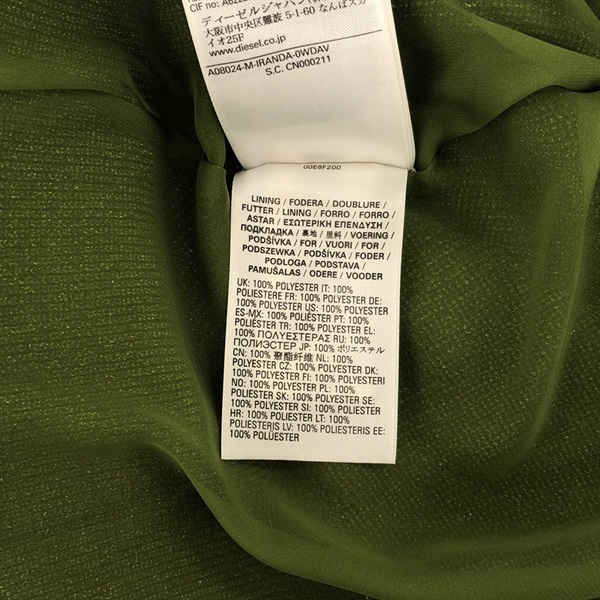 CIF no: A622
ディーゼルジャパン(
大阪市中央区難波 5-1-60 なんばスカ
イオ25F
www.diesel.co.jp
A08024-M-IRANDA-0WDAV
S.C. CN000211
00E8F200
LINING / FODERA / DOUBLURE /
FUTTER / LINING / FORRO / FORRO /
ASTAR / ΕΣΩΤΕΡΙΚΗ ΕΠΕΝΔΥΣΗ /
ПОДКЛАДКА / 裏地 / 里料 / VOERING /
PODŠÍVKA / FOR / VUORI / FOR /
PODSZEWKA / PODŠÍVKA / FODER /
PODLOGA / PODSTAVA /
PAMUŠALAS / ODERE / VOODER
UK: 100% POLYESTER IT: 100%
POLIESTERE FR: 100% POLYESTER DE:
100% POLYESTER US: 100% POLYESTER
ES-MX: 100% POLIÉSTER PT: 100%
POLIÉSTER TR: 100% POLYESTER EL:
100% ΠΟΛΥΕΣΤΕΡΑΣ RU: 100%
ПОЛИЭСТЕР JP: 100% ポリエステル
CN: 100% 聚酯纤维 NL: 100%
POLYESTER CZ: 100% POLYESTER DK:
100% POLYESTER FI: 100% POLYESTERI
NO: 100% POLYESTER PL: 100%
POLIESTER SK: 100% POLYESTER SE:
100% POLYESTER SI: 100% POLIESTER
HR: 100% POLIESTER LT: 100%
POLIESTERIS LV: 100% POLIESTERIS EE:
100% POLÜESTER